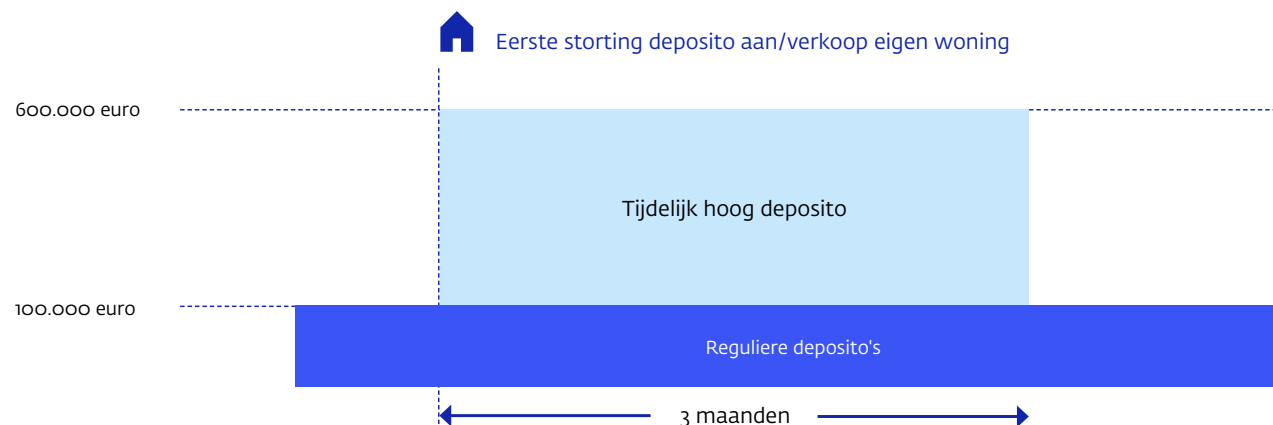 Eerste storting deposito aan/verkoop eigen woning
600.000 euro
Tijdelijk hoog deposito
100.000 euro
Reguliere deposito's
3 maanden